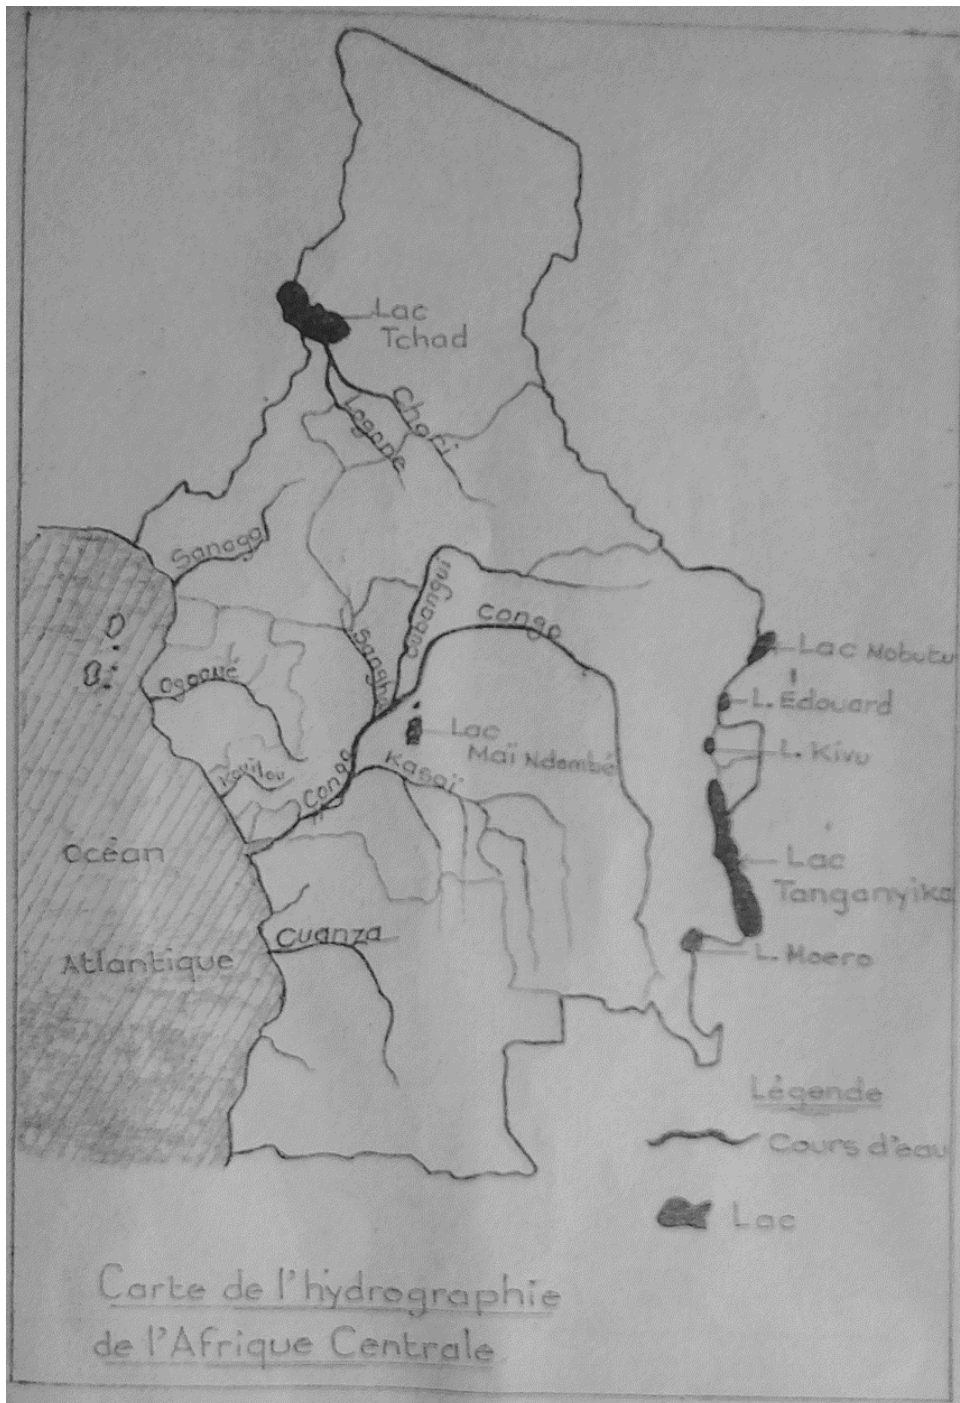 Lac
Tchad
Chari
Logone
Sanaga
Oubangui
Congo
Sangha
Lac Mobutu
Ogooué
L. Édouard
Lac
Maï Ndombé
L. Kivu
Kouilou
Congo
Kasaï
Océan
Lac
Tanganyika
Cuanza
Atlantique
L. Moero
Légende
Cours d'eau
Lac
Carte de l'hydrographie
de l'Afrique Centrale